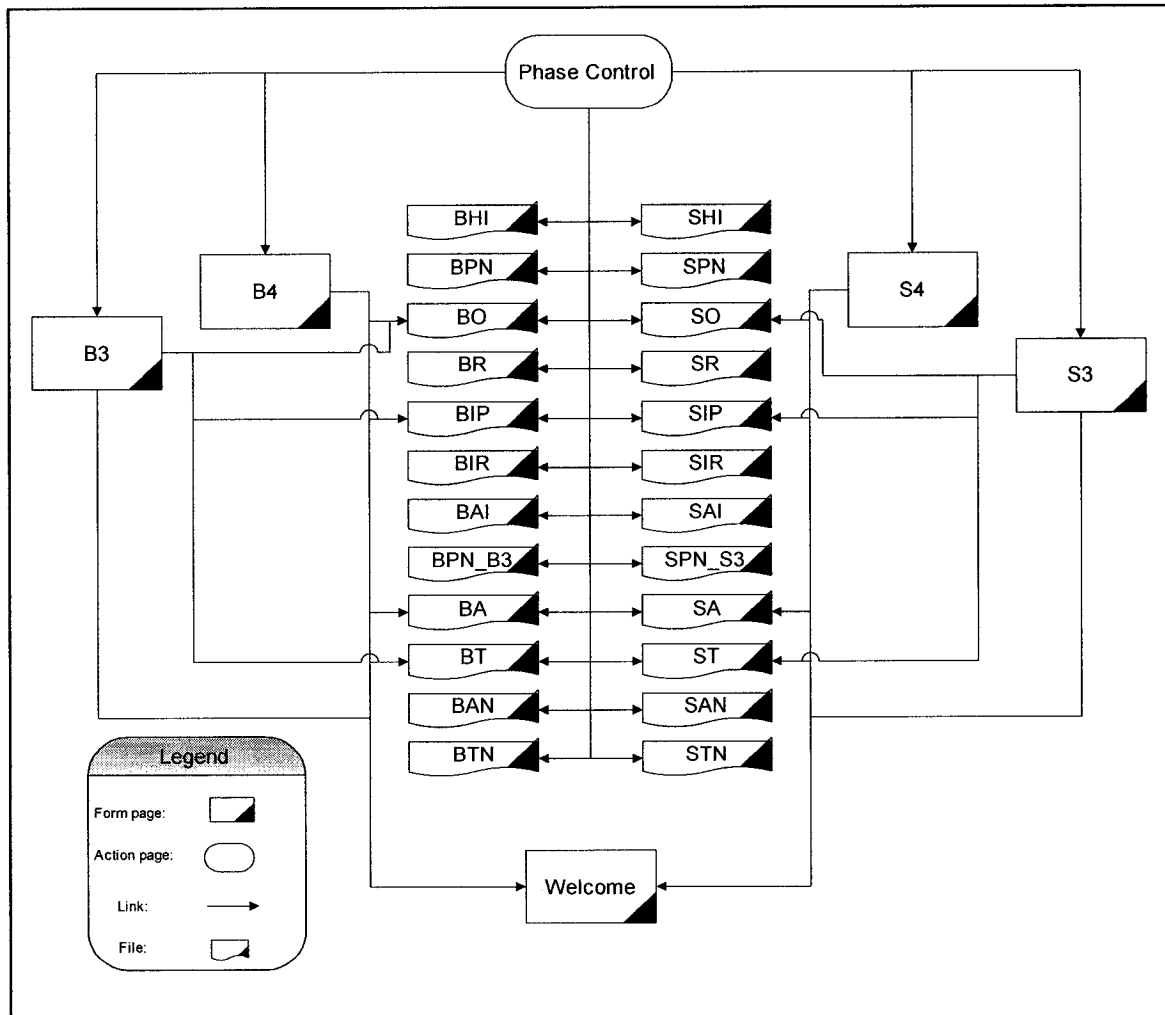 Phase Control
BHI
SHI
BPN
SPN
B4
S4
BO
SO
B3
S3
BR
SR
BIP
SIP
BIR
SIR
BAI
SAI
BPN_B3
SPN_S3
BA
SA
BT
ST
BAN
SAN
BTN
STN
Legend
Form page:
Action page:
Link:
File:
Welcome